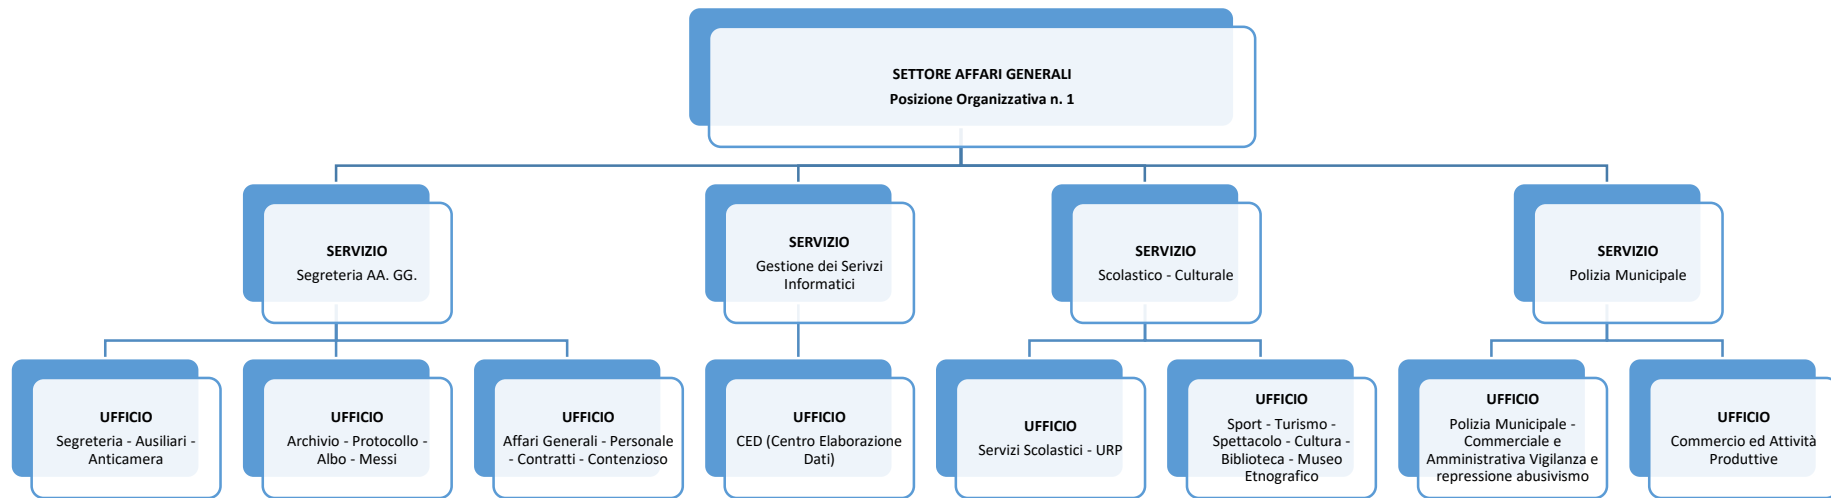 SETTORE AFFARI GENERALI
Posizione Organizzativa n. 1
SERVIZIO
Segreteria AA. GG.
SERVIZIO
Gestione dei Serivzi
Informatici
SERVIZIO
Scolastico - Culturale
SERVIZIO
Polizia Municipale
UFFICIO
Segreteria - Ausiliari -
Anticamera
UFFICIO
Archivio - Protocollo -
Albo - Messi
UFFICIO
Affari Generali - Personale
- Contratti - Contenzioso
UFFICIO
CED (Centro Elaborazione
Dati)
UFFICIO
Servizi Scolastici - URP
UFFICIO
Sport - Turismo -
Spettacolo - Cultura -
Biblioteca - Museo
Etnografico
UFFICIO
Polizia Municipale -
Commerciale e
Amministrativa Vigilanza e
repressione abusivismo
UFFICIO
Commercio ed Attività
Produttive